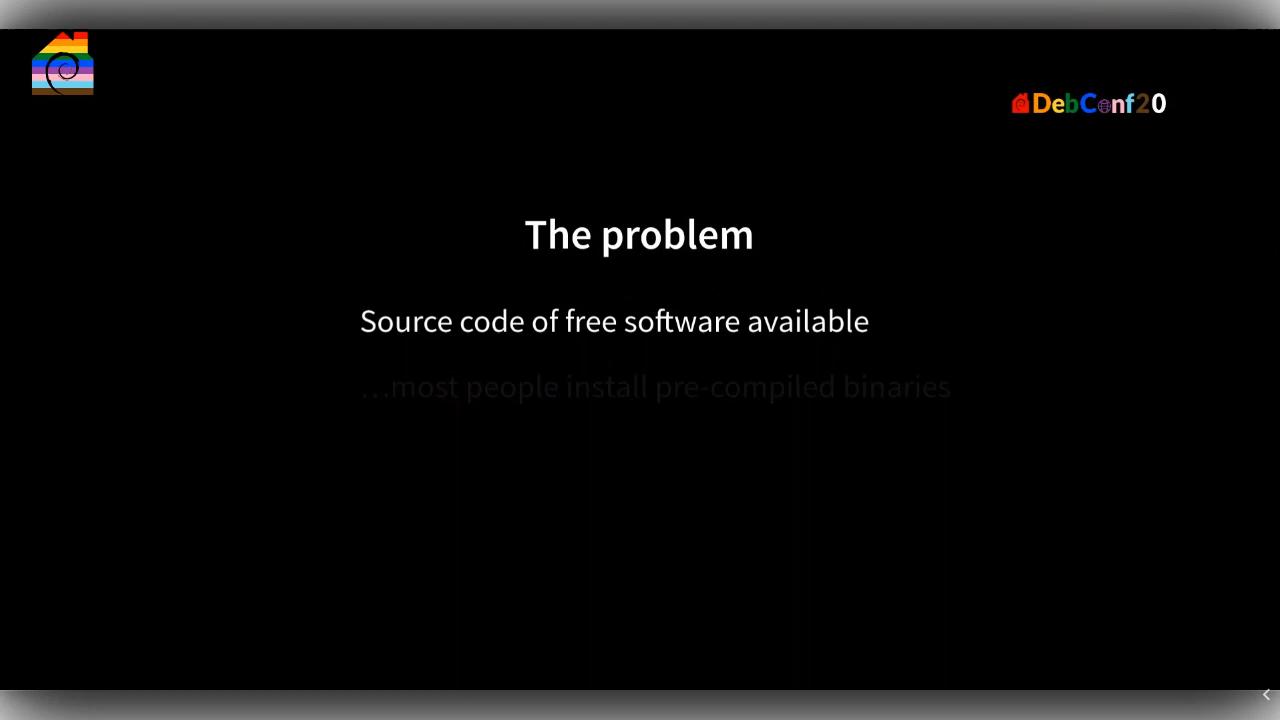 DebConf20
The problem
Source code of free software available
…most people install pre-compiled binaries